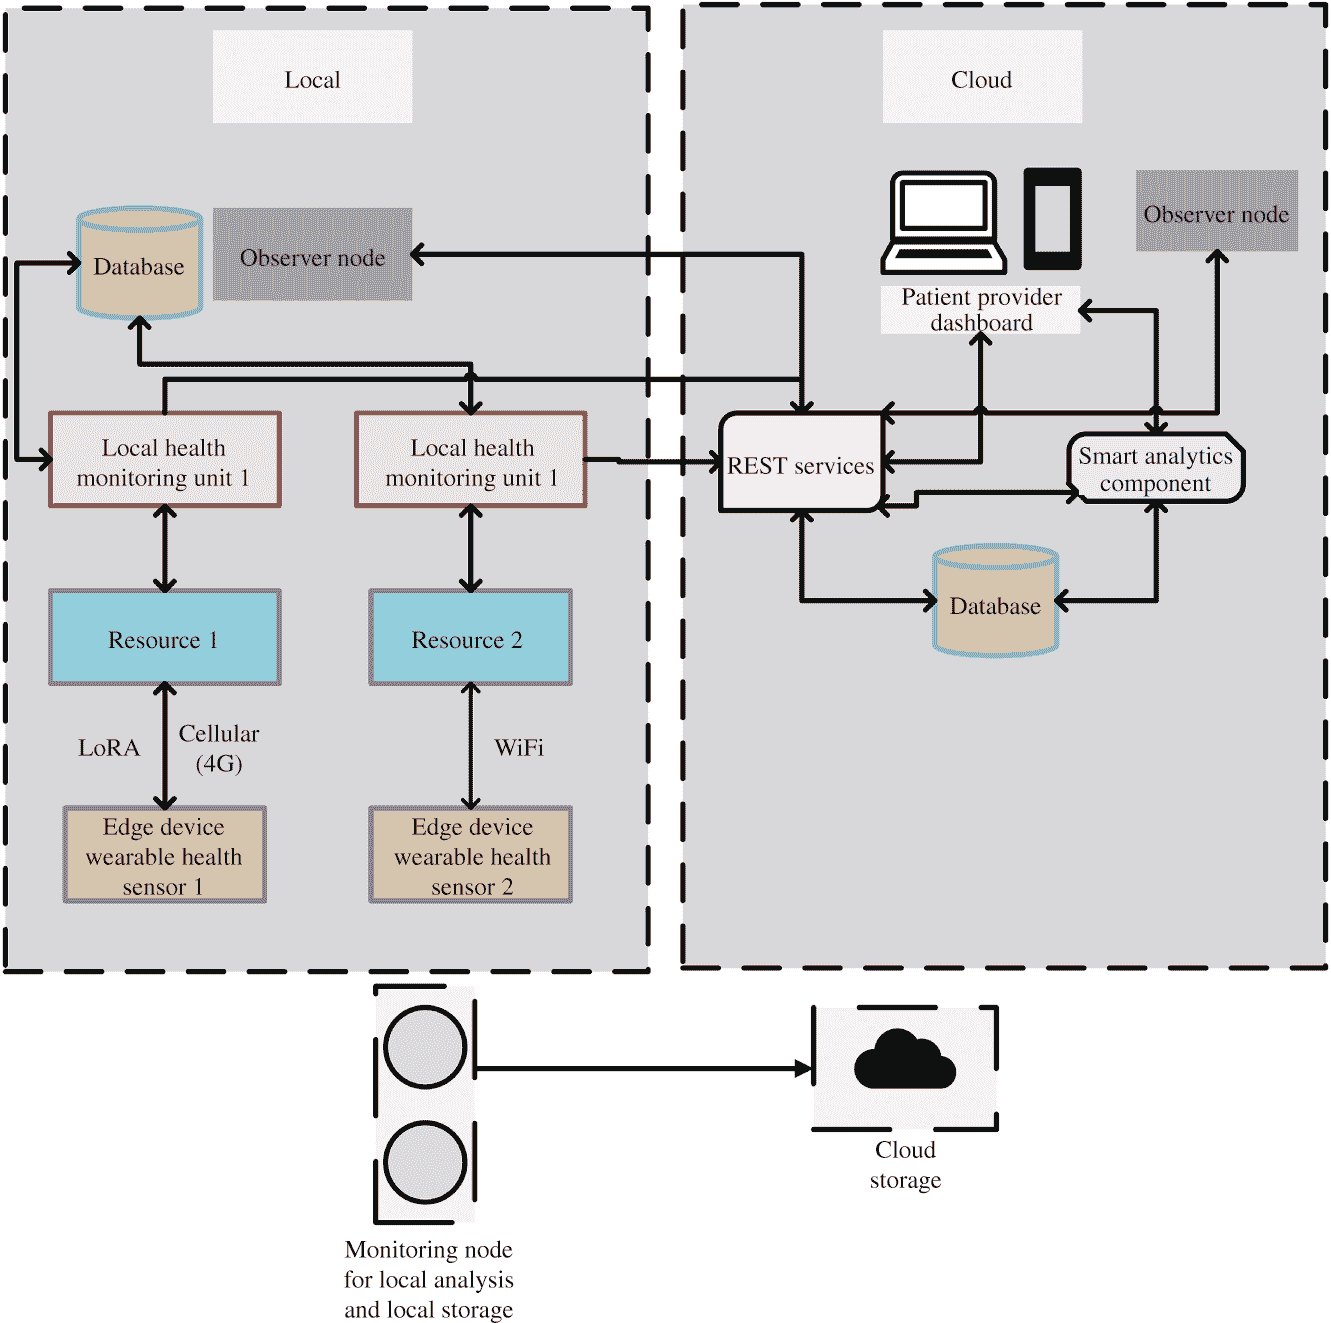 Local
Cloud
Database
Observer node
Observer node
Patient provider
dashboard
Local health
monitoring unit 1
Local health
monitoring unit 1
REST services
Smart analytics
component
Database
Resource 1
Resource 2
LoRA
Cellular
(4G)
WiFi
Edge device
wearable health
sensor 1
Edge device
wearable health
sensor 2
Cloud
storage
Monitoring node
for local analysis
and local storage